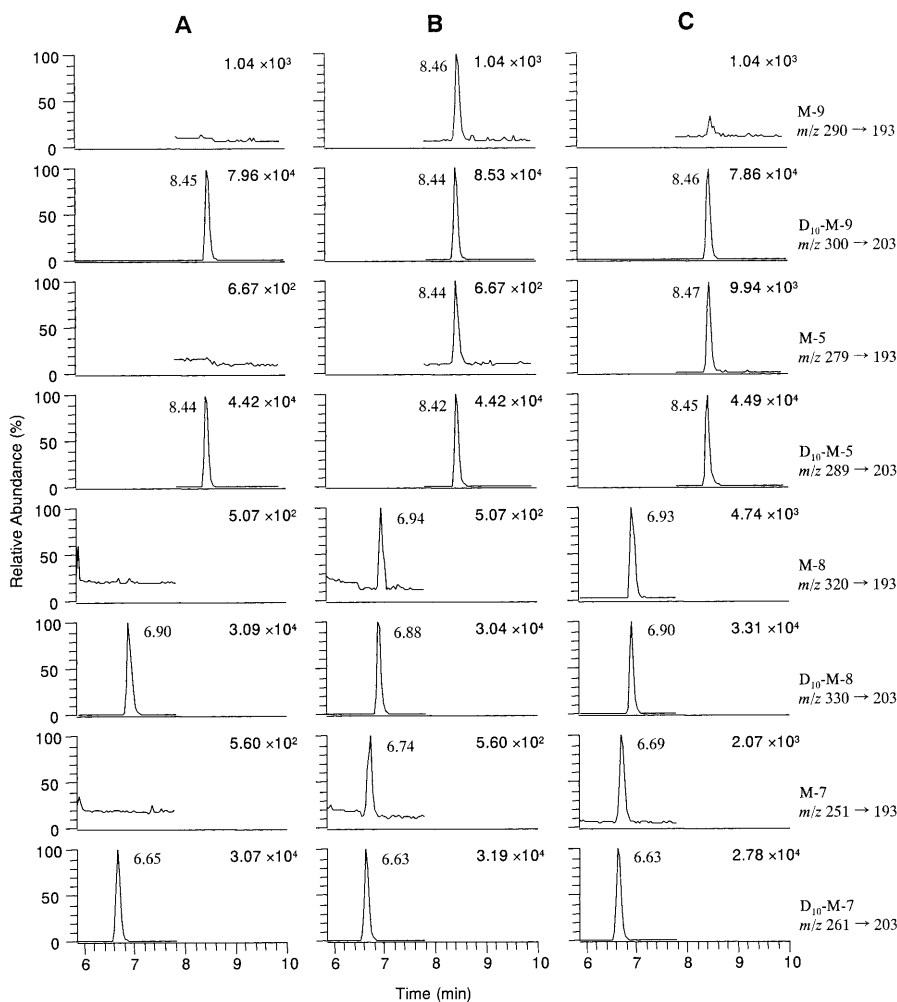 A B C
100 50 0 1.04 ×10³ 8.46 1.04 ×10³ 1.04 ×10³ M-9
m/z 290 → 193
100 50 0 8.45 7.96 ×10⁴ 8.44 8.53 ×10⁴ 8.46 7.86 ×10⁴ D₁₀-M-9
m/z 300 → 203
100 50 0 6.67 ×10² 8.44 6.67 ×10² 8.47 9.94 ×10³ M-5
m/z 279 → 193
100 50 0 8.44 4.42 ×10⁴ 8.42 4.42 ×10⁴ 8.45 4.49 ×10⁴ D₁₀-M-5
m/z 289 → 203
Relative Abundance (%)
100 50 0 5.07 ×10² 6.94 5.07 ×10² 6.93 4.74 ×10³ M-8
m/z 320 → 193
100 50 0 6.90 3.09 ×10⁴ 6.88 3.04 ×10⁴ 6.90 3.31 ×10⁴ D₁₀-M-8
m/z 330 → 203
100 50 0 5.60 ×10² 6.74 5.60 ×10² 6.69 2.07 ×10³ M-7
m/z 251 → 193
100 50 0 6.65 3.07 ×10⁴ 6.63 3.19 ×10⁴ 6.63 2.78 ×10⁴ D₁₀-M-7
m/z 261 → 203
6 7 8 9 10 6 7 8 9 10 6 7 8 9 10
Time (min)